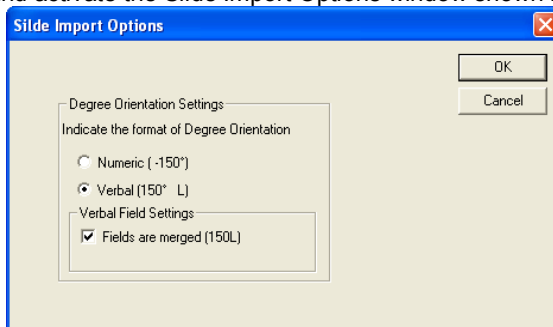 nd activate the Silde Import Options window shown
Silde Import Options
OK
Cancel
Degree Orientation Settings
Indicate the format of Degree Orientation
Numeric ( -150°)
Verbal (150° L)
Verbal Field Settings
Fields are merged (150L)